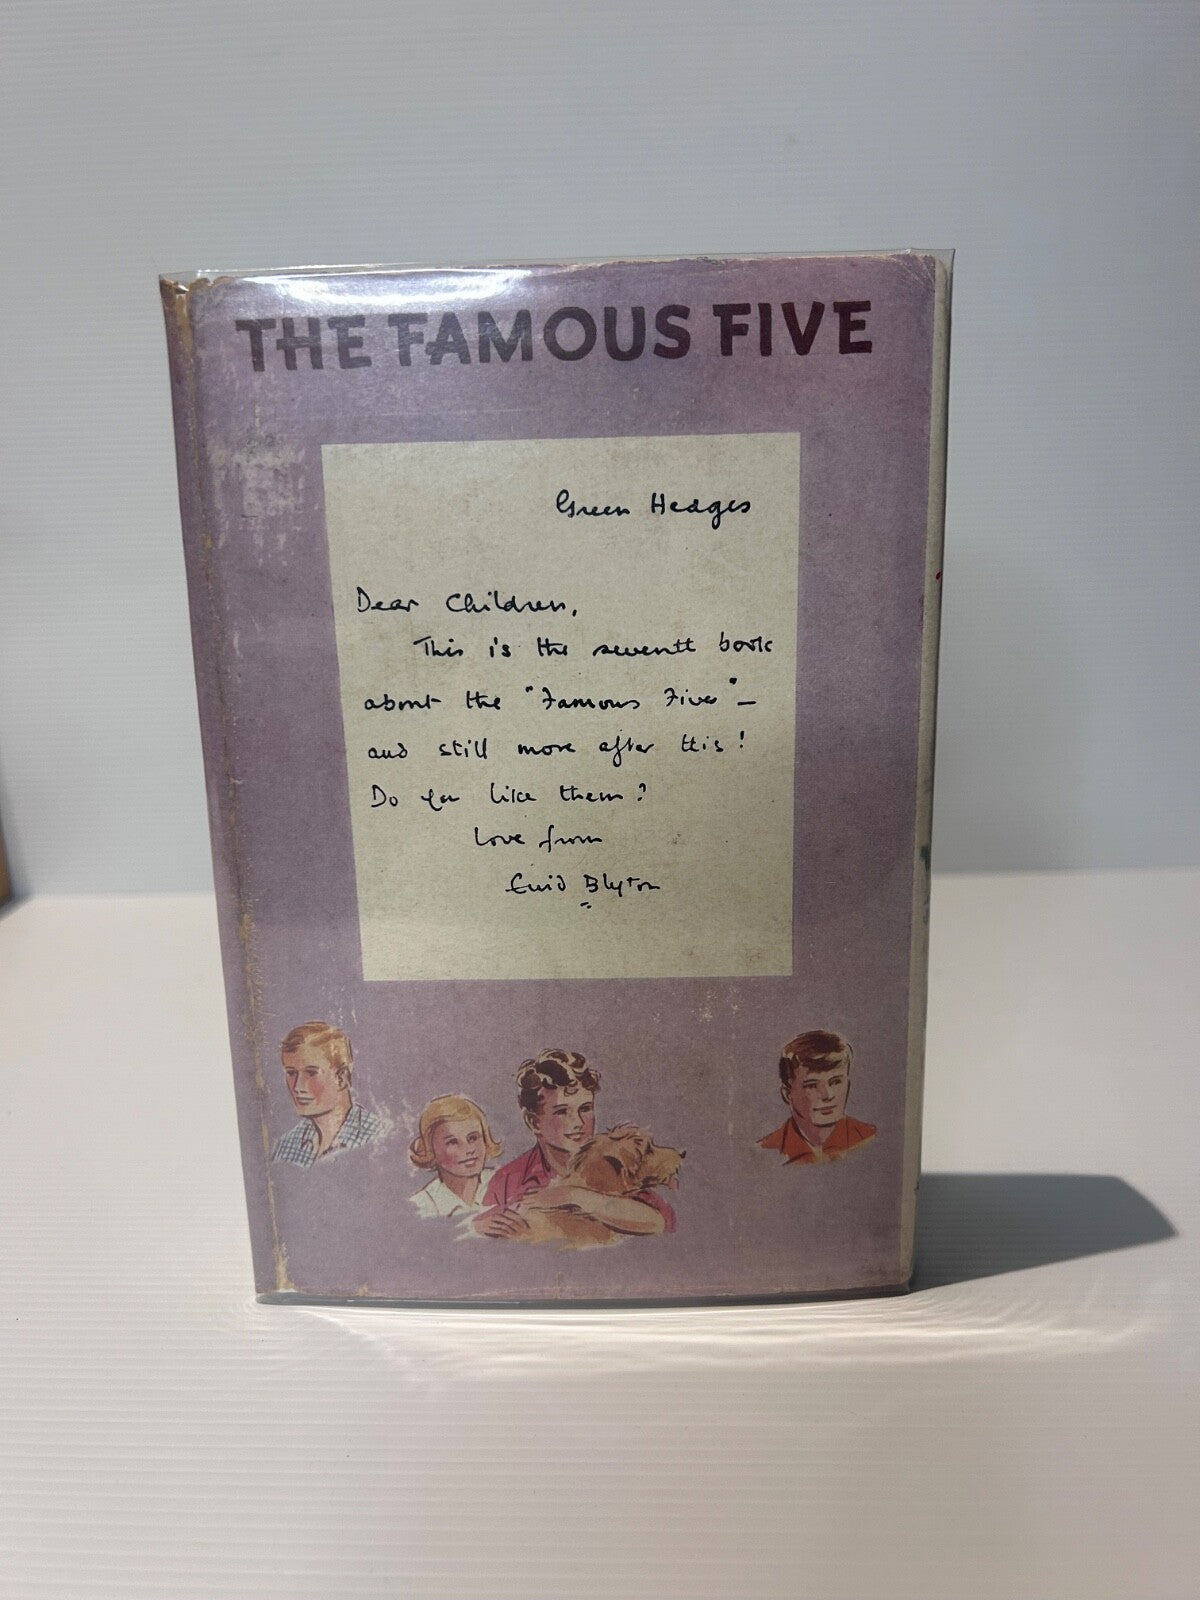 THE FAMOUS FIVE
Green Hedges
Dear Children,
This is the seventh book
about the "Famous Five" —
and still more after this!
Do you like them?
Love from
Enid Blyton